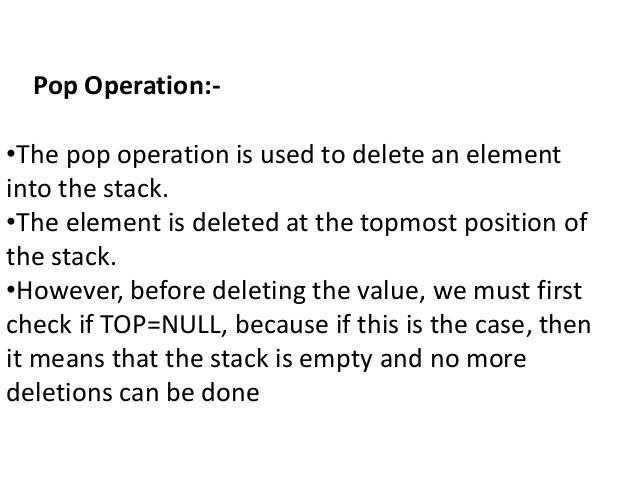 Pop Operation:-
•The pop operation is used to delete an element
into the stack.
•The element is deleted at the topmost position of
the stack.
•However, before deleting the value, we must first
check if TOP=NULL, because if this is the case, then
it means that the stack is empty and no more
deletions can be done